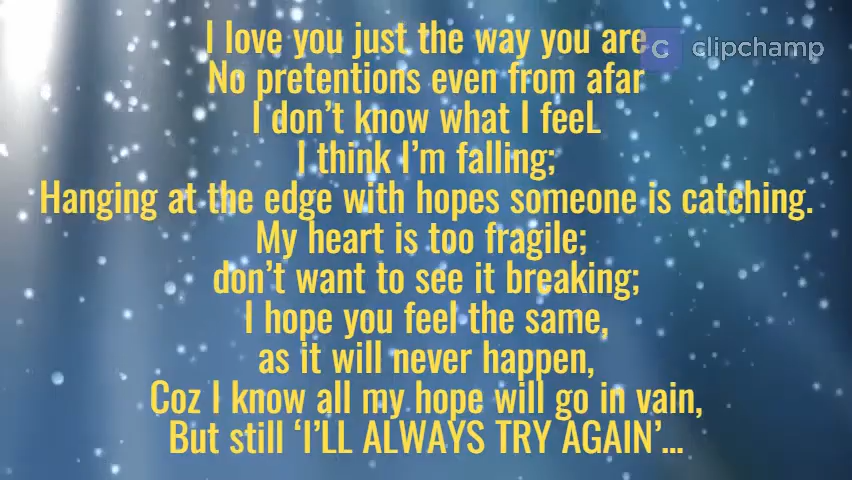 I love you just the way you are
C clipchamp
No pretentions even from afar
I don't know what I feeL
I think I'm falling;
Hanging at the edge with hopes someone is catching.
My heart is too fragile;
don't want to see it breaking;
I hope you feel the same,
as it will never happen,
Coz I know all my hope will go in vain,
But still ‘I'LL ALWAYS TRY AGAIN’...